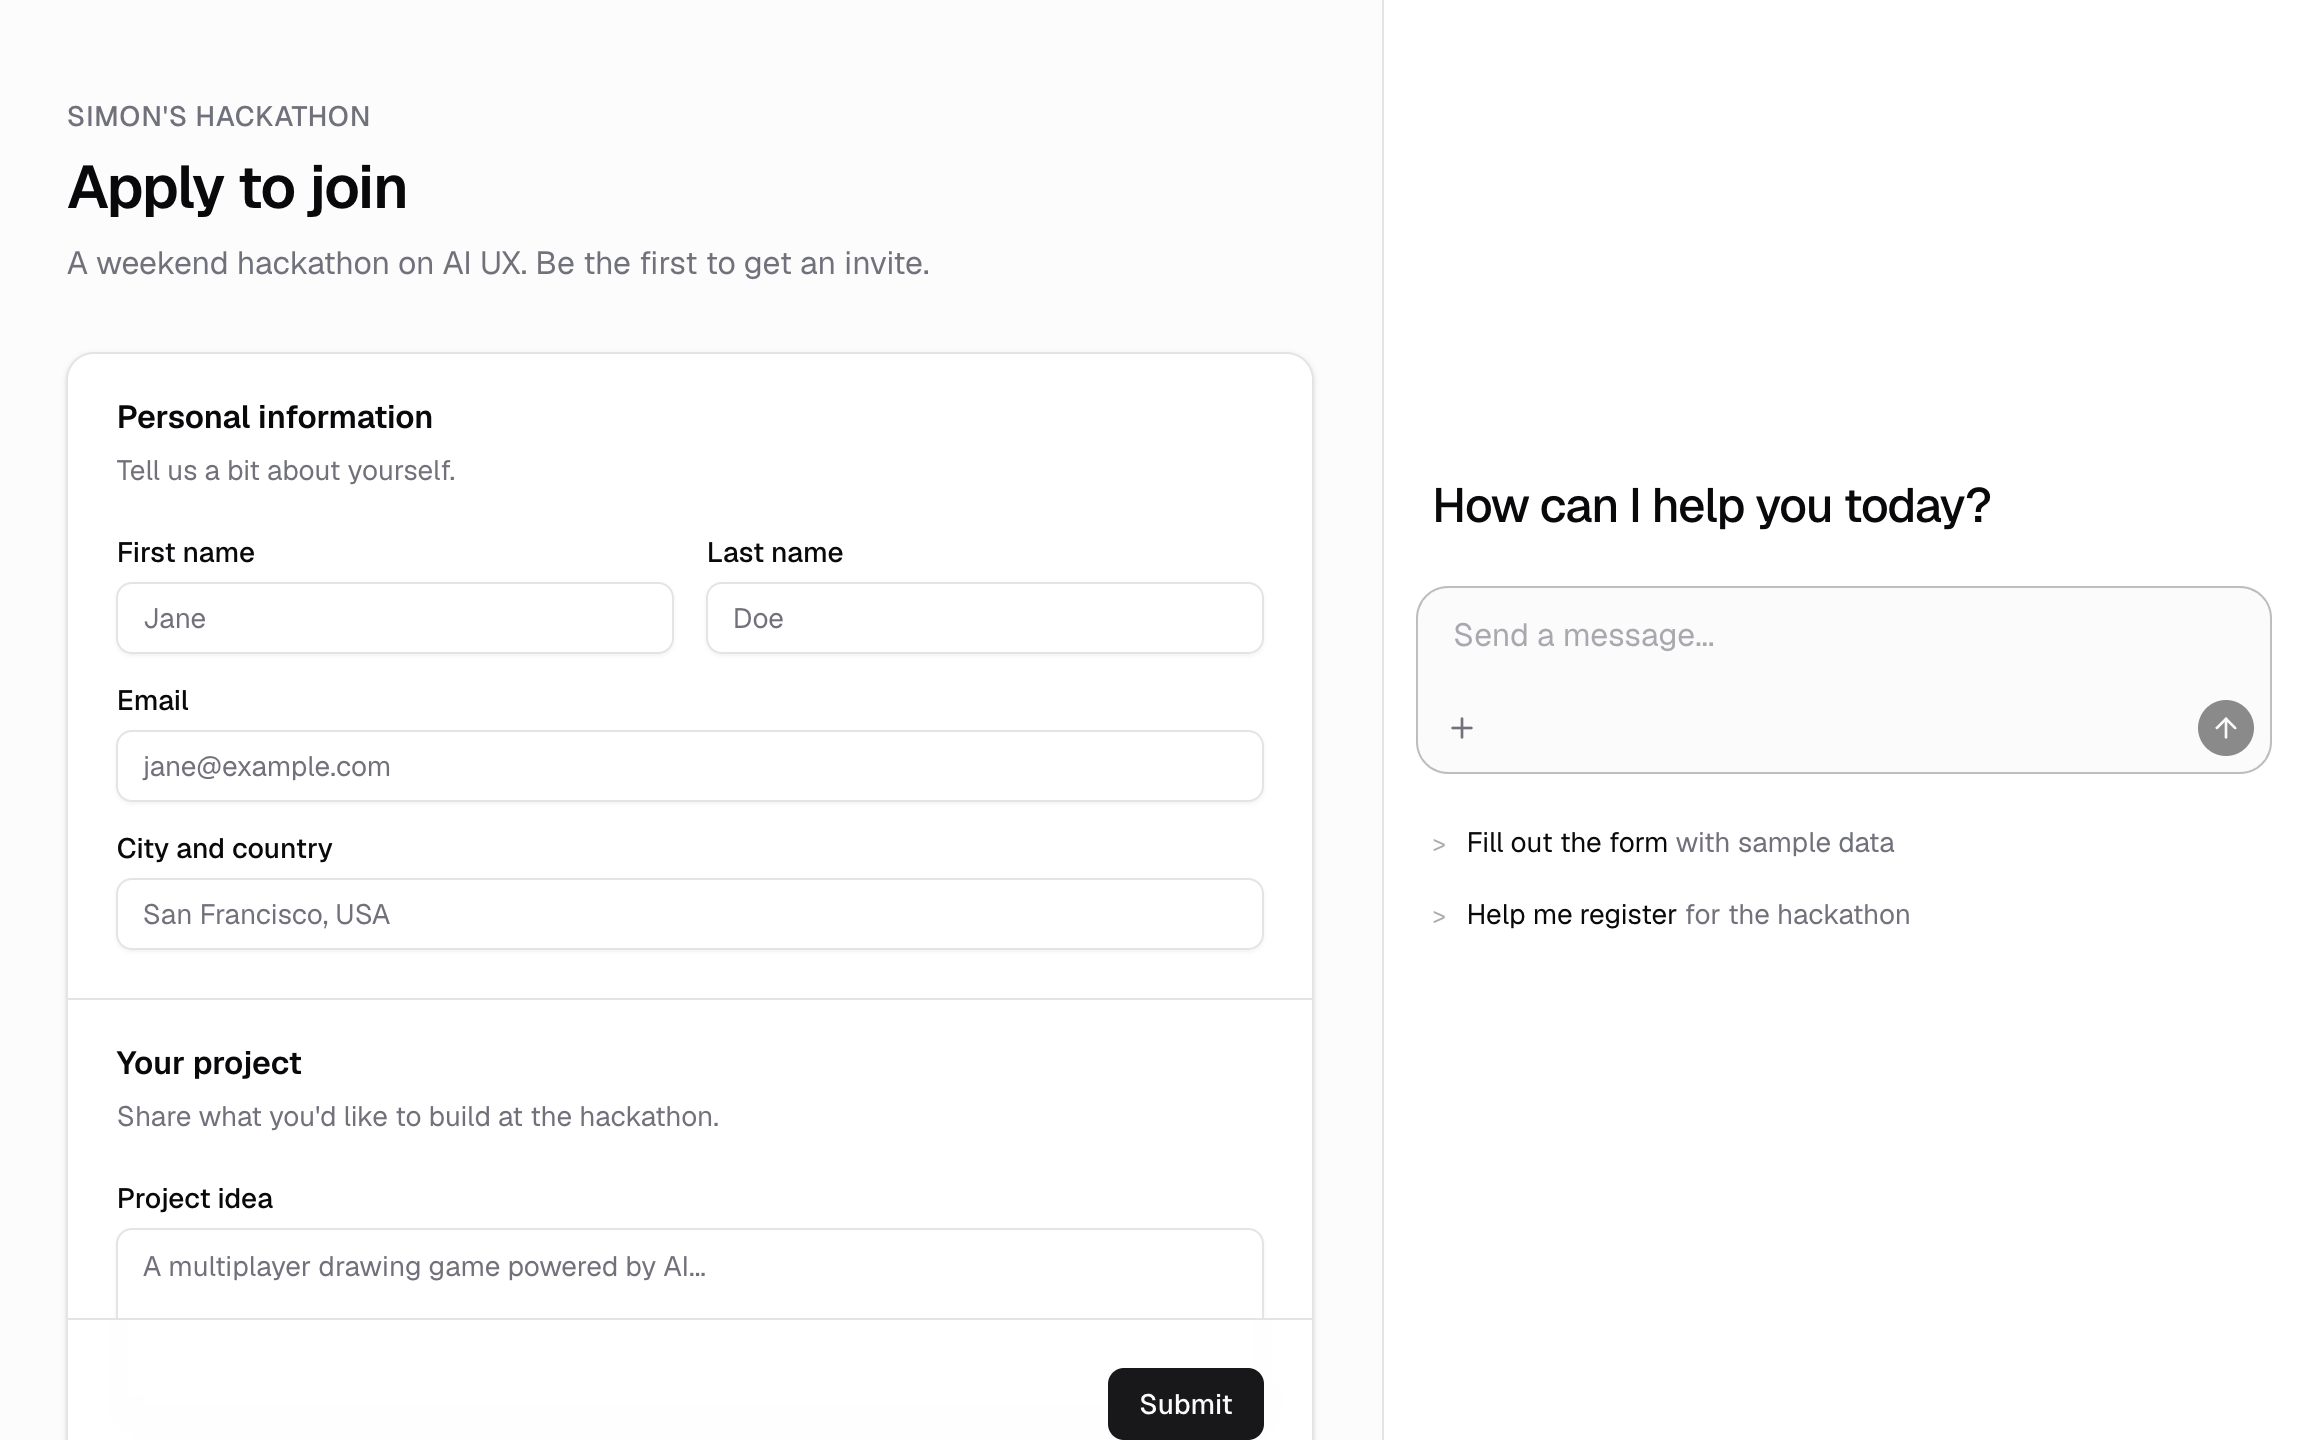 SIMON'S HACKATHON
Apply to join
A weekend hackathon on AI UX. Be the first to get an invite.
Personal information
Tell us a bit about yourself.
First name
Last name
Jane
Doe
Email
jane@example.com
City and country
San Francisco, USA
Your project
Share what you'd like to build at the hackathon.
Project idea
A multiplayer drawing game powered by AI...
Submit
How can I help you today?
Send a message...
> Fill out the form with sample data
> Help me register for the hackathon